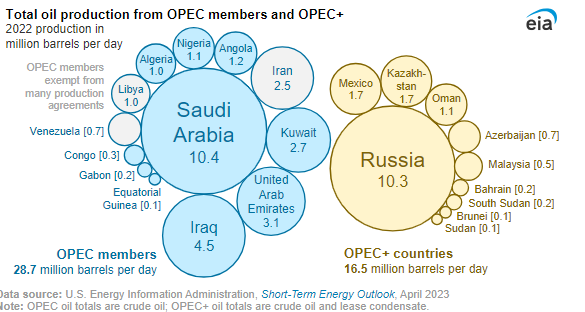 Total oil production from OPEC members and OPEC+
eia
2022 production in
million barrels per day
OPEC members
exempt from
many production
agreements
Algeria
1.0
Nigeria
1.1
Angola
1.2
Libya
1.0
Iran
2.5
Venezuela [0.7]
Saudi
Arabia
10.4
Kuwait
2.7
Congo [0.3]
Gabon [0.2]
Equatorial
Guinea [0.1]
United
Arab
Emirates
3.1
Iraq
4.5
OPEC members
28.7 million barrels per day
Mexico
1.7
Kazakh-
stan
1.7
Oman
1.1
Azerbaijan [0.7]
Russia
10.3
Malaysia [0.5]
Bahrain [0.2]
South Sudan [0.2]
Brunei [0.1]
Sudan [0.1]
OPEC+ countries
16.5 million barrels per day
Data source: U.S. Energy Information Administration, Short-Term Energy Outlook, April 2023
Note: OPEC oil totals are crude oil; OPEC+ oil totals are crude oil and lease condensate.